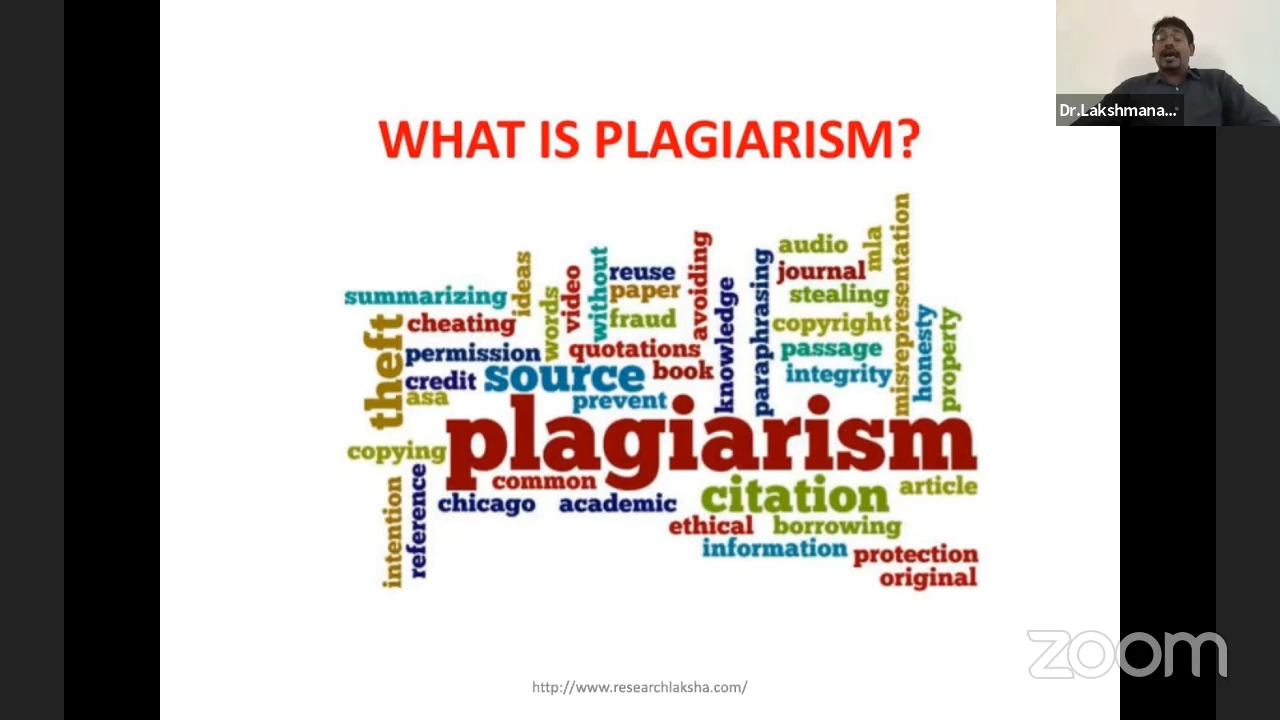 WHAT IS PLAGIARISM?
Dr.Lakshmana...
summarizing
ideas
words
video
without
reuse
paper
fraud
avoiding
knowledge
paraphrasing
audio
mla
journal
stealing
misrepresentation
theft
cheating
permission
quotations
copyright
passage
honesty
property
credit
source
book
integrity
asa
prevent
plagiarism
copying
common
citation
article
intention
reference
chicago
academic
ethical
borrowing
information
protection
original
zoom
http://www.researchlaksha.com/